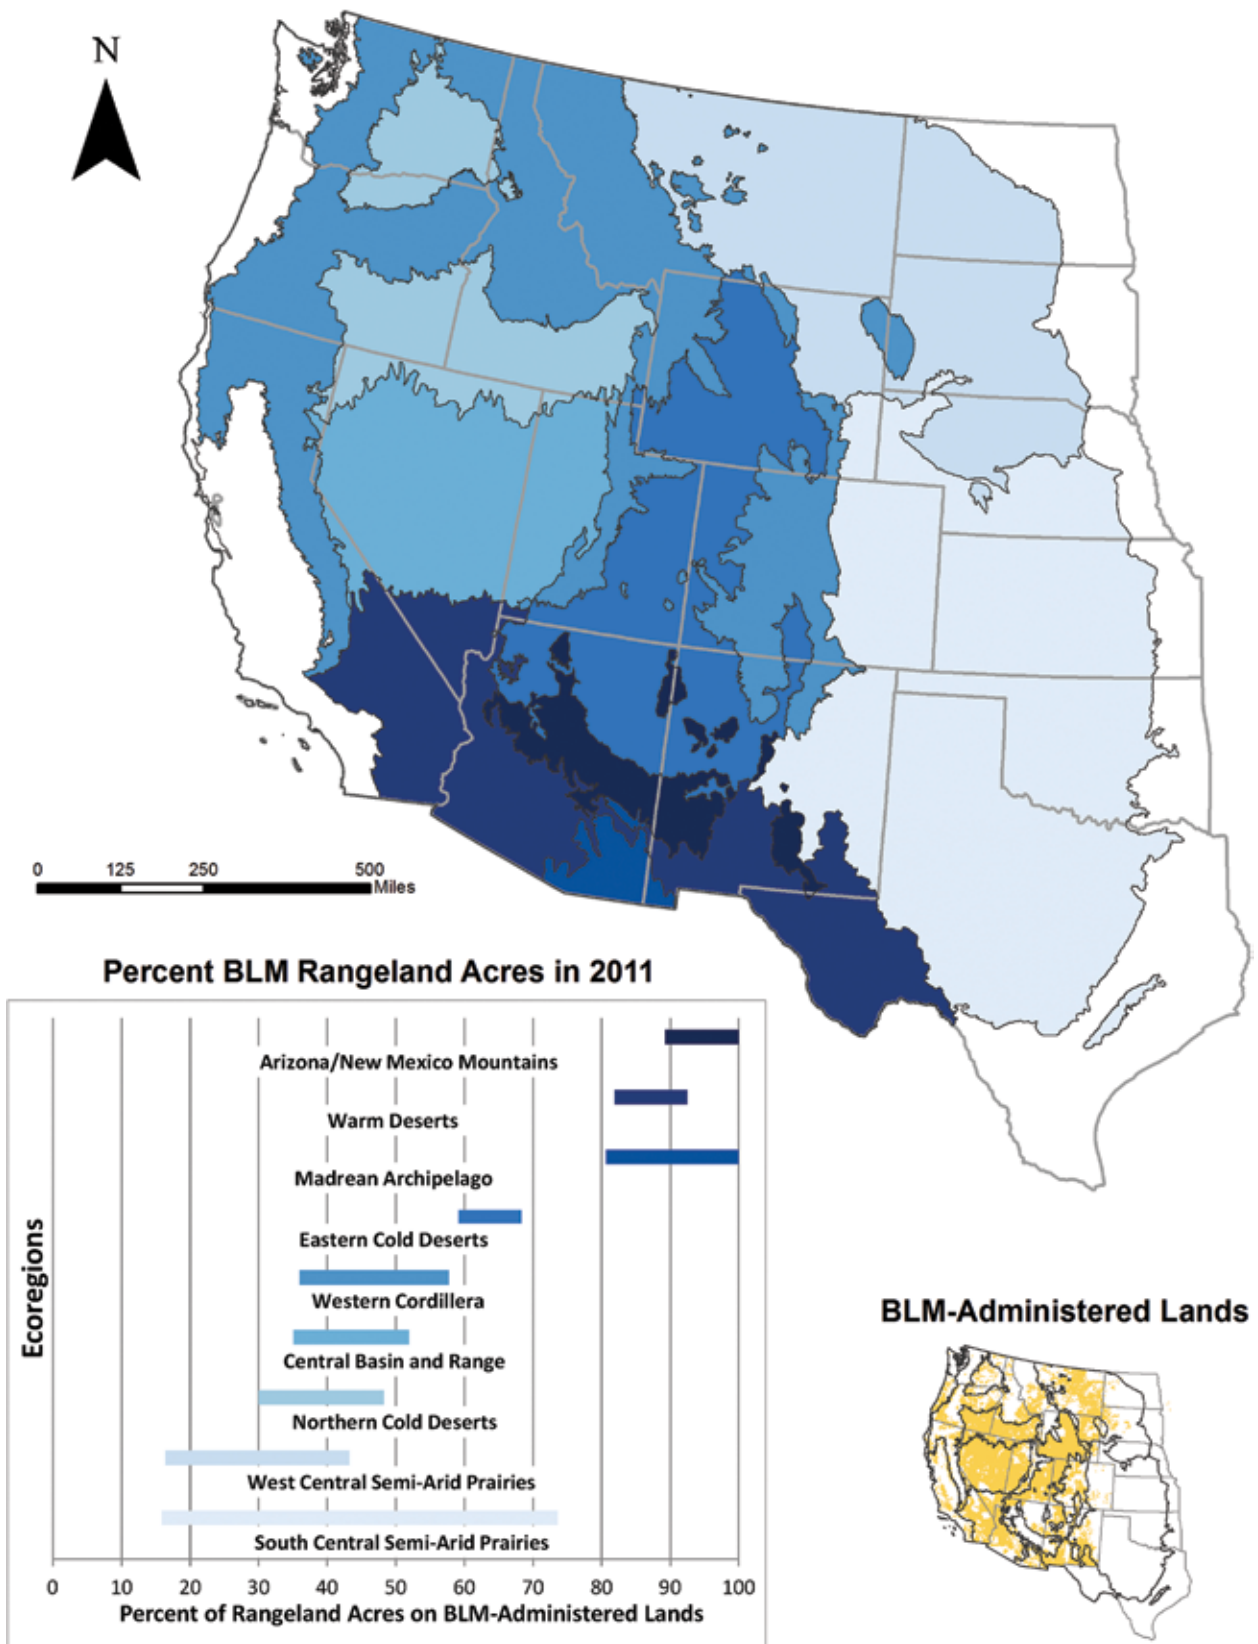 N
0 125 250 500
Miles
Percent BLM Rangeland Acres in 2011
Ecoregions
Arizona/New Mexico Mountains
Warm Deserts
Madrean Archipelago
Eastern Cold Deserts
Western Cordillera
Central Basin and Range
Northern Cold Deserts
West Central Semi-Arid Prairies
South Central Semi-Arid Prairies
0 10 20 30 40 50 60 70 80 90 100
Percent of Rangeland Acres on BLM-Administered Lands
BLM-Administered Lands